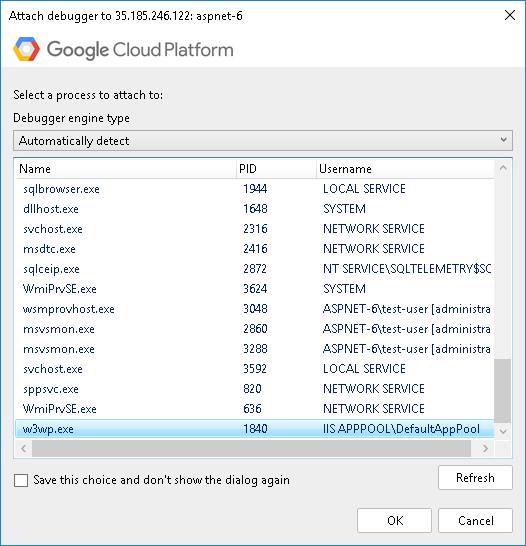 Attach debugger to 35.185.246.122: aspnet-6
Google Cloud Platform
Select a process to attach to:
Debugger engine type
Automatically detect
Name PID Username
sqlbrowser.exe 1944 LOCAL SERVICE
dllhost.exe 1648 SYSTEM
svchost.exe 2316 NETWORK SERVICE
msdtc.exe 2416 NETWORK SERVICE
sqlceip.exe 2872 NT SERVICE\SQLTELEMETRY$SC
WmiPrvSE.exe 3624 SYSTEM
wsmprovhost.exe 3048 ASPNET-6\test-user [administra
msvsmon.exe 2860 ASPNET-6\test-user [administra
msvsmon.exe 3288 ASPNET-6\test-user [administra
svchost.exe 3592 LOCAL SERVICE
sppsvc.exe 820 NETWORK SERVICE
WmiPrvSE.exe 636 NETWORK SERVICE
w3wp.exe 1840 IIS APPPOOL\DefaultAppPool
Save this choice and don't show the dialog again
Refresh
OK Cancel